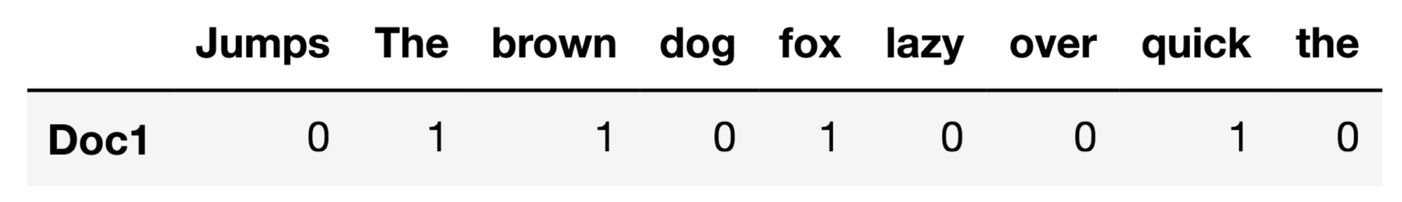 Jumps The brown dog fox lazy over quick the
Doc1 0 1 1 0 1 0 0 1 0